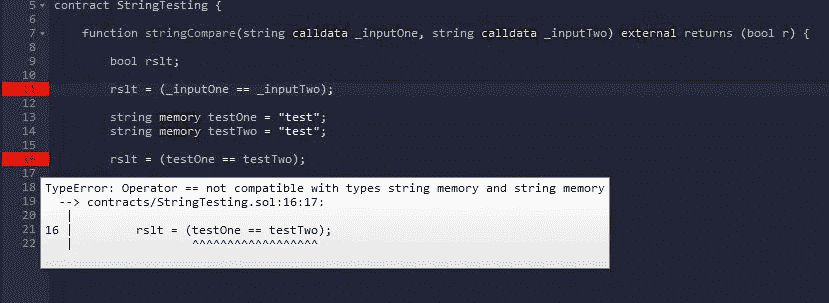 5 contract StringTesting {
6
7 function stringCompare(string calldata _inputOne, string calldata _inputTwo) external returns (bool r) {
8
9 bool rslt;
10
11 rslt = (_inputOne == _inputTwo);
12
13 string memory testOne = "test";
14 string memory testTwo = "test";
15
16 rslt = (testOne == testTwo);
17
18 TypeError: Operator == not compatible with types string memory and string memory
19 --> contracts/StringTesting.sol:16:17:
20 |
21 16 | rslt = (testOne == testTwo);
22 | ^^^^^^^^^^^^^^^^^^